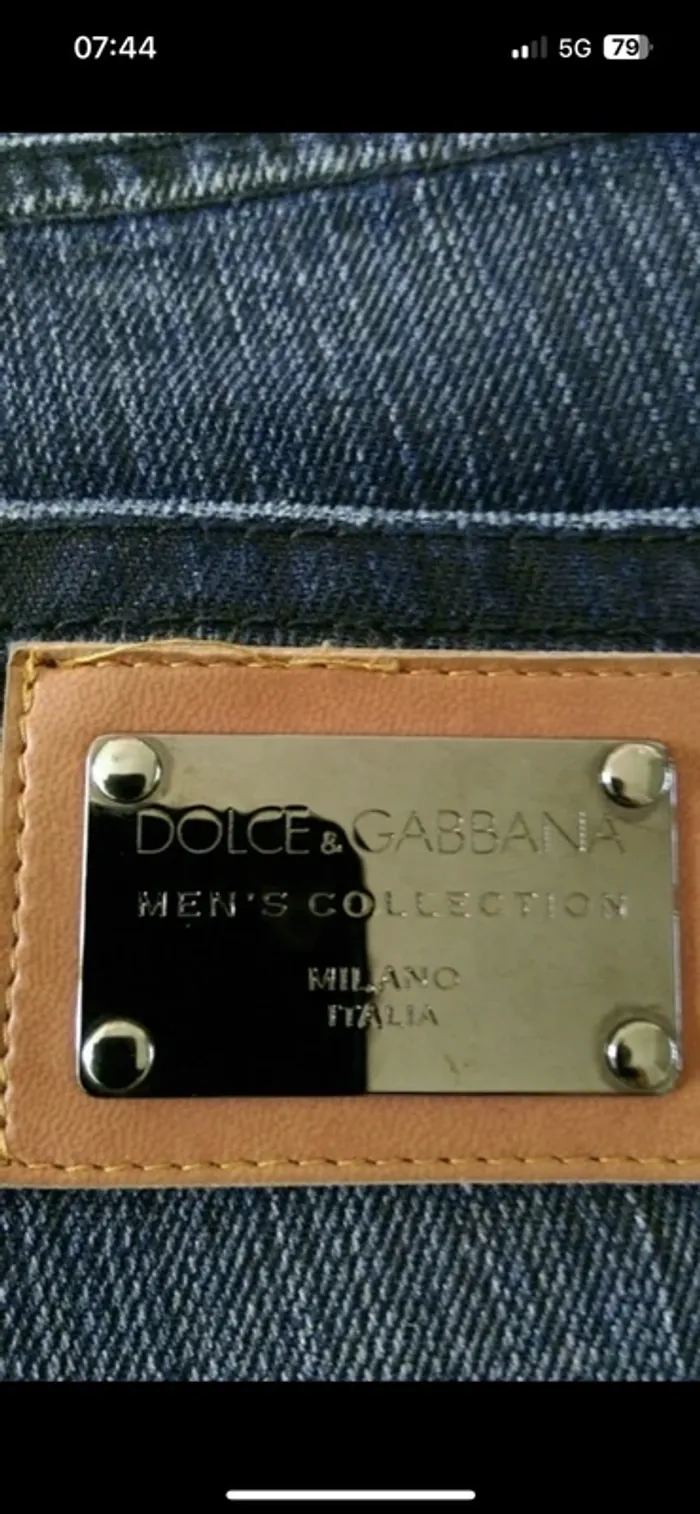 07:44 5G 79
DOLCE & GABBANA
MEN'S COLLECTION
MILANO
ITALIA